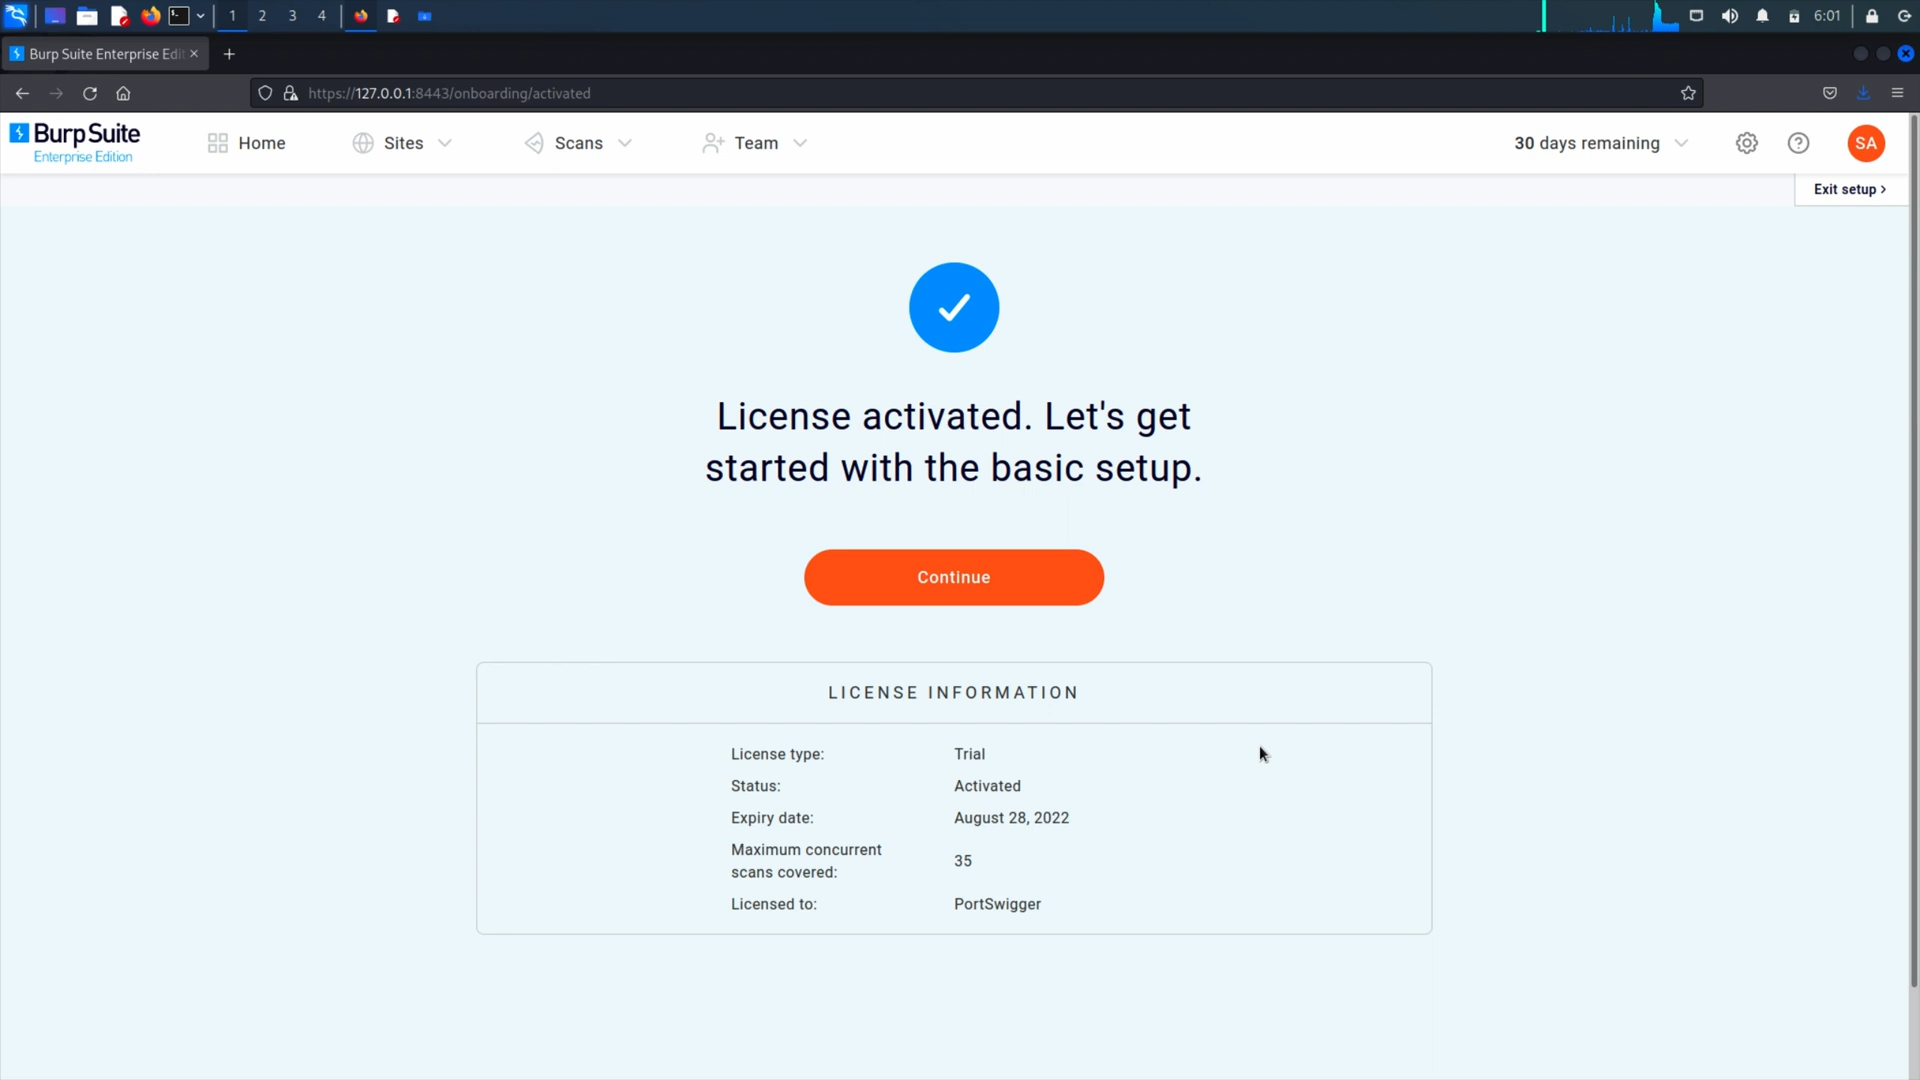 1 2 3 4 6:01
Burp Suite Enterprise Edi
https://127.0.0.1:8443/onboarding/activated
Burp Suite
Enterprise Edition
Home
Sites
Scans
Team
30 days remaining
SA
Exit setup
License activated. Let's get
started with the basic setup.
Continue
LICENSE INFORMATION
License type: Trial
Status: Activated
Expiry date: August 28, 2022
Maximum concurrent
scans covered: 35
Licensed to: PortSwigger